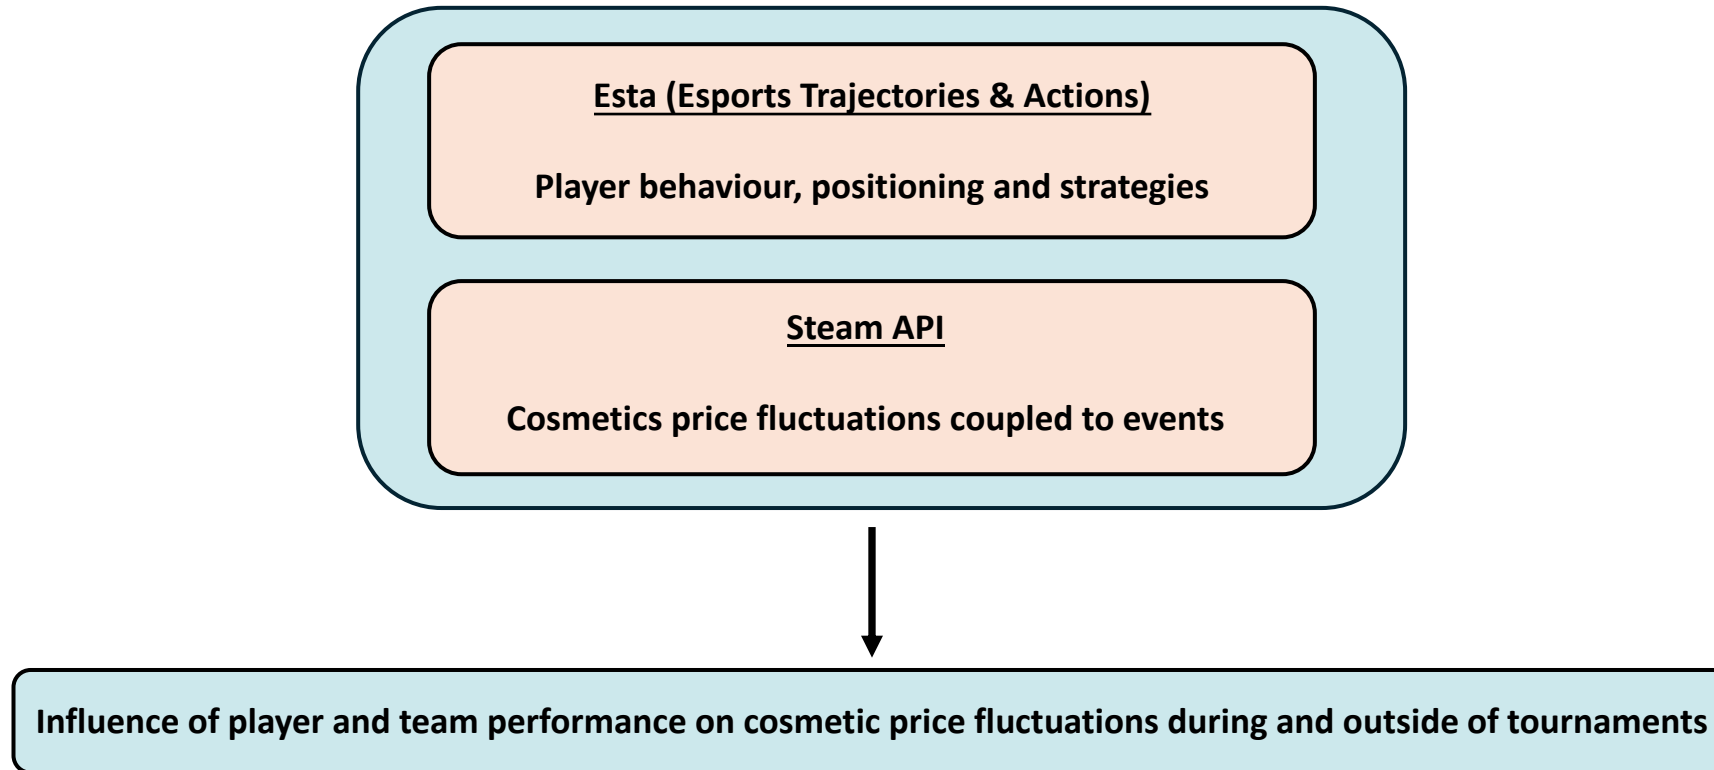 Esta (Esports Trajectories & Actions)
Player behaviour, positioning and strategies
Steam API
Cosmetics price fluctuations coupled to events
Influence of player and team performance on cosmetic price fluctuations during and outside of tournaments